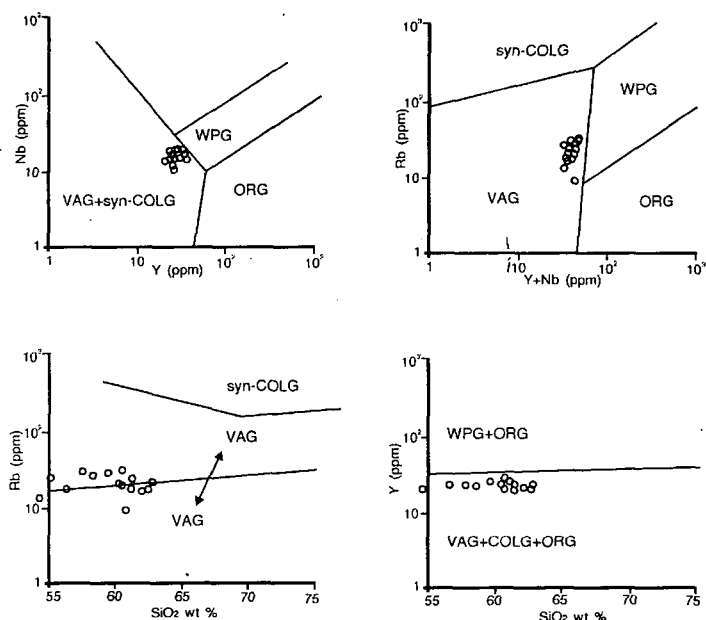 10³
Nb (ppm)
10²
WPG
10
VAG+syn-COLG
ORG
1
1 10 10² 10³
Y (ppm)
10³
syn-COLG
Rb (ppm)
10²
WPG
10
VAG
ORG
1
1 10 10² 10³
Y+Nb (ppm)
10³
syn-COLG
Rb (ppm)
10²
VAG
10
VAG
1
55 60 65 70 75
SiO₂ wt %
10³
Y (ppm)
10²
WPG+ORG
10
VAG+COLG+ORG
1
55 60 65 70 75
SiO₂ wt %